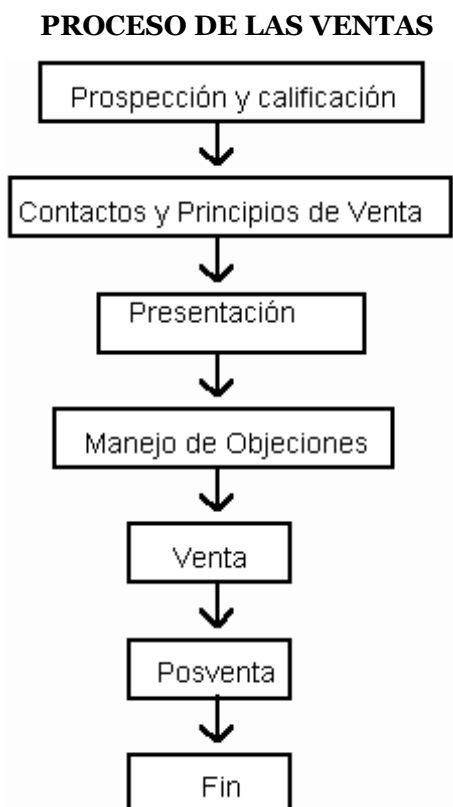 PROCESO DE LAS VENTAS
Prospección y calificación
Contactos y Principios de Venta
Presentación
Manejo de Objeciones
Venta
Posventa
Fin